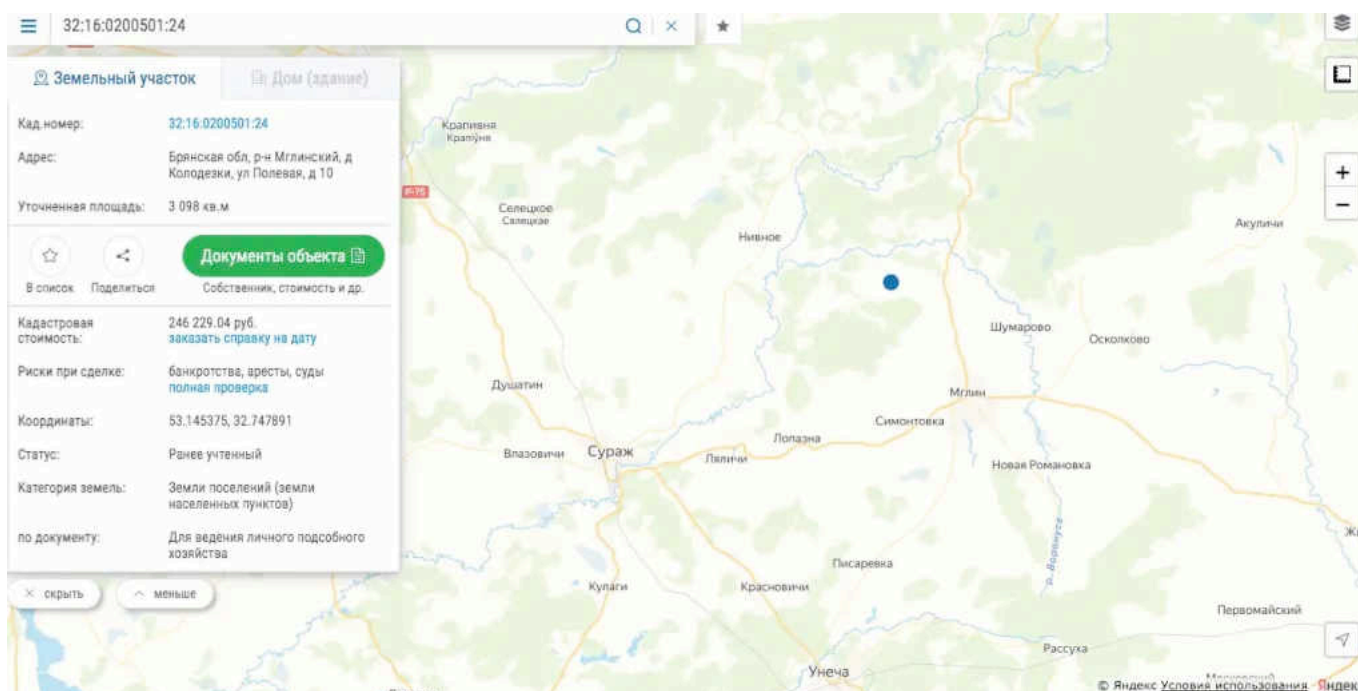 32:16:0200501:24
Земельный участок
Дом (здание)
Кад.номер:
32:16:0200501:24
Адрес:
Брянская обл, р-н Мглинский, д
Колодезки, ул Полевая, д 10
Уточненная площадь:
3 098 кв.м
Документы объекта
В список
Поделиться
Собственник, стоимость и др.
Кадастровая
стоимость:
246 229.04 руб.
заказать справку на дату
Риски при сделке:
банкротства, аресты, суды
полная проверка
Координаты:
53.145375, 32.747891
Статус:
Ранее учтенный
Категория земель:
Земли поселений (земли
населенных пунктов)
по документу:
Для ведения личного подсобного
хозяйства
скрыть
меньше
Крапивня
Крапіўня
Селецкое
Сялецкае
Нивное
Акуличи
Шумарово
Осколково
Душатин
Мглин
Симонтовка
Лопазна
Влазовичи
Сураж
Ляличи
Новая Романовка
р. Воронуса
Писаревка
Кулаги
Красновичи
Первомайский
Рассуха
Унеча
© Яндекс Условия использования Яндек